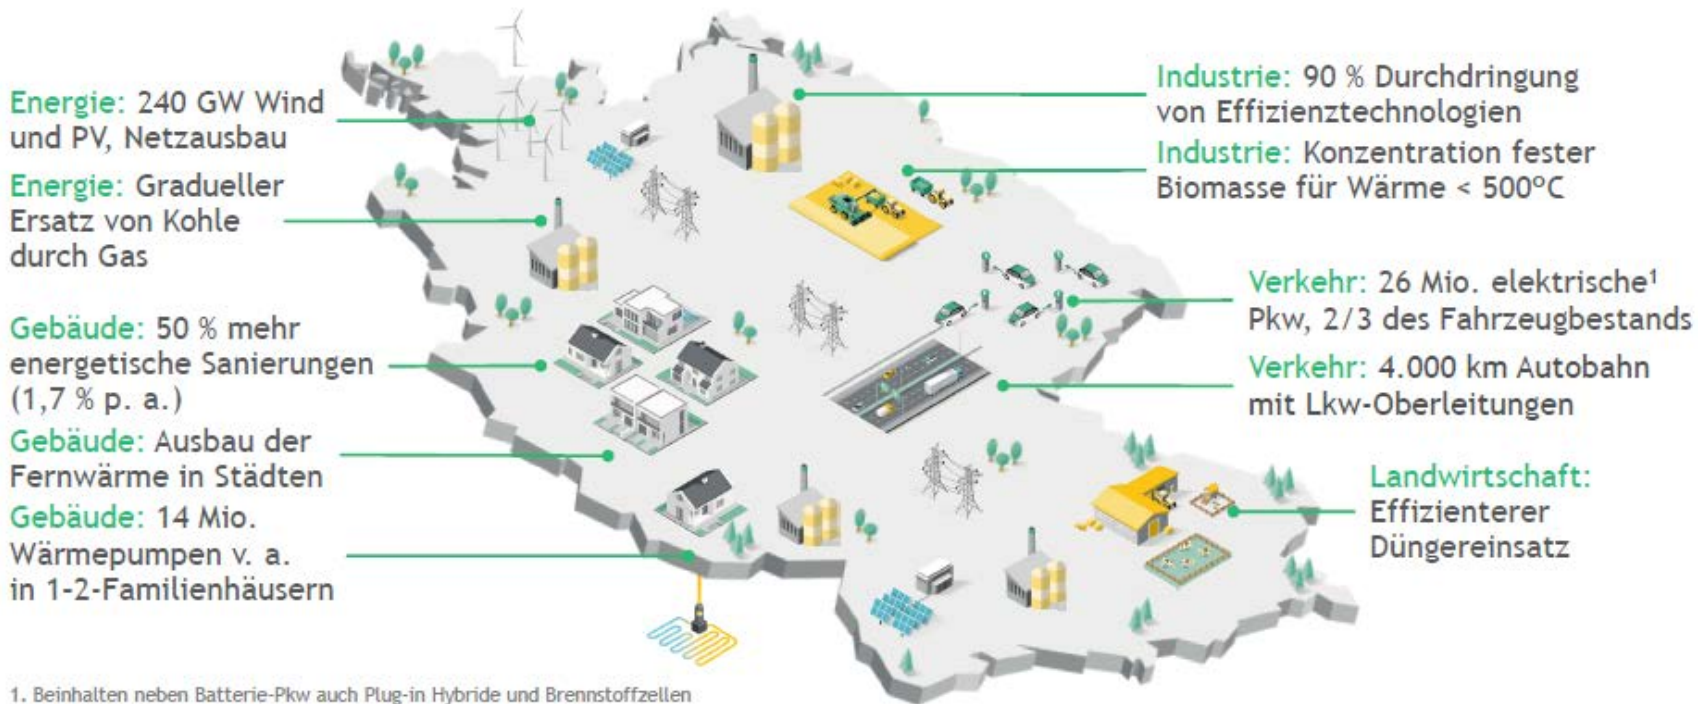 Energie: 240 GW Wind
und PV, Netzausbau
Energie: Gradueller
Ersatz von Kohle
durch Gas
Gebäude: 50 % mehr
energetische Sanierungen
(1,7 % p. a.)
Gebäude: Ausbau der
Fernwärme in Städten
Gebäude: 14 Mio.
Wärmepumpen v. a.
in 1-2-Familienhäusern
Industrie: 90 % Durchdringung
von Effizienztechnologien
Industrie: Konzentration fester
Biomasse für Wärme < 500ºC
Verkehr: 26 Mio. elektrische¹
Pkw, 2/3 des Fahrzeugbestands
Verkehr: 4.000 km Autobahn
mit Lkw-Oberleitungen
Landwirtschaft:
Effizienterer
Düngereinsatz
1. Beinhalten neben Batterie-Pkw auch Plug-in Hybride und Brennstoffzellen